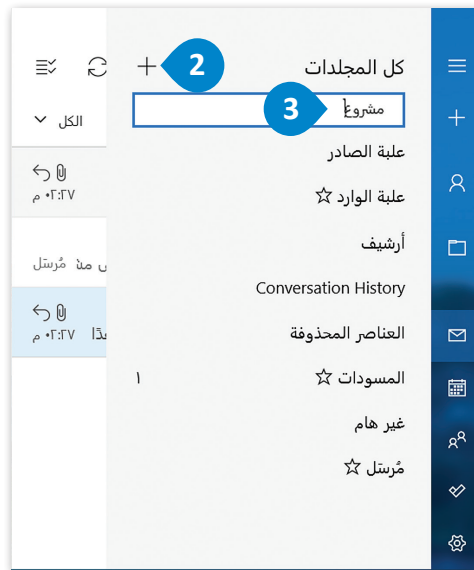 كل المجلدات
2
مشروع
3
علبة الصادر
علبة الوارد
أرشيف
Conversation History
العناصر المحذوفة
المسودات ١
غير هام
مُرسَل
الكل
٠٢:٢٧ م
مُرسَل
٠٢:٢٧ م